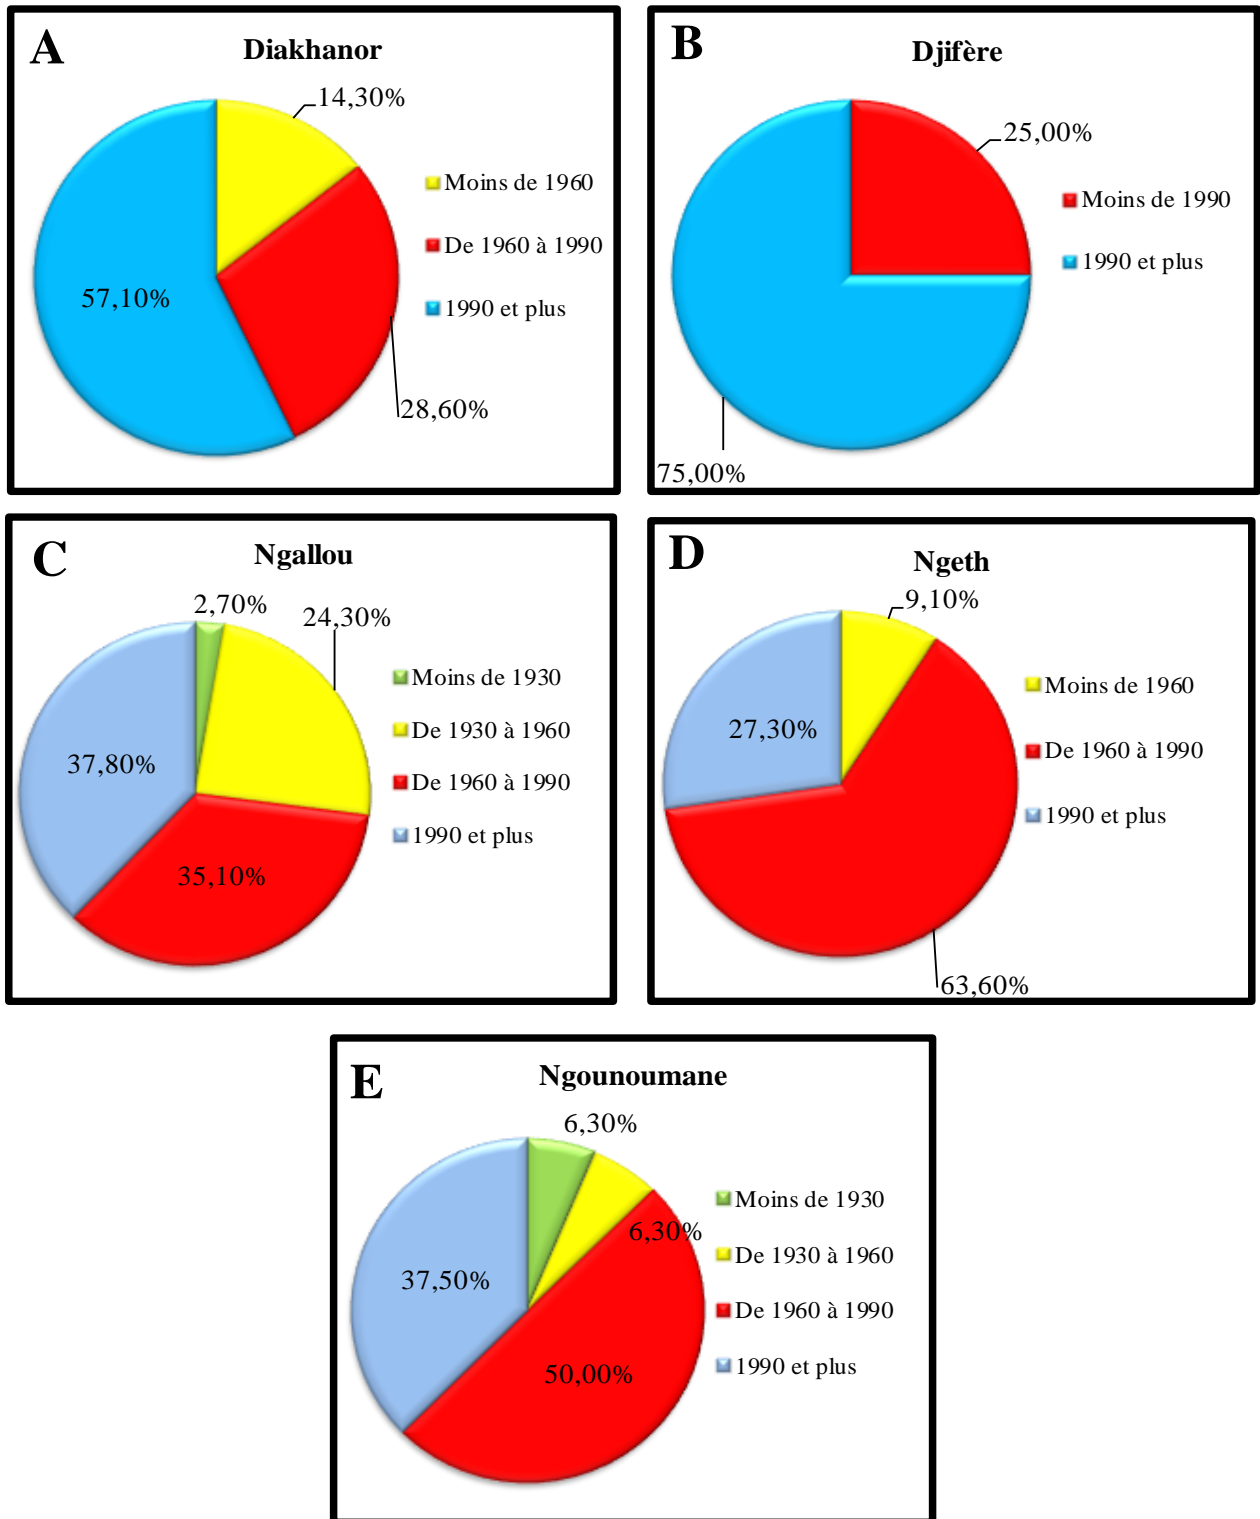 A
Diakhanor
14,30%
Moins de 1960
De 1960 à 1990
57,10%
1990 et plus
28,60%
B
Djifère
25,00%
Moins de 1990
1990 et plus
75,00%
C
Ngallou
2,70%
24,30%
Moins de 1930
De 1930 à 1960
37,80%
De 1960 à 1990
1990 et plus
35,10%
D
Ngeth
9,10%
Moins de 1960
27,30%
De 1960 à 1990
1990 et plus
63,60%
E
Ngounoumane
6,30%
Moins de 1930
6,30%
De 1930 à 1960
37,50%
De 1960 à 1990
1990 et plus
50,00%